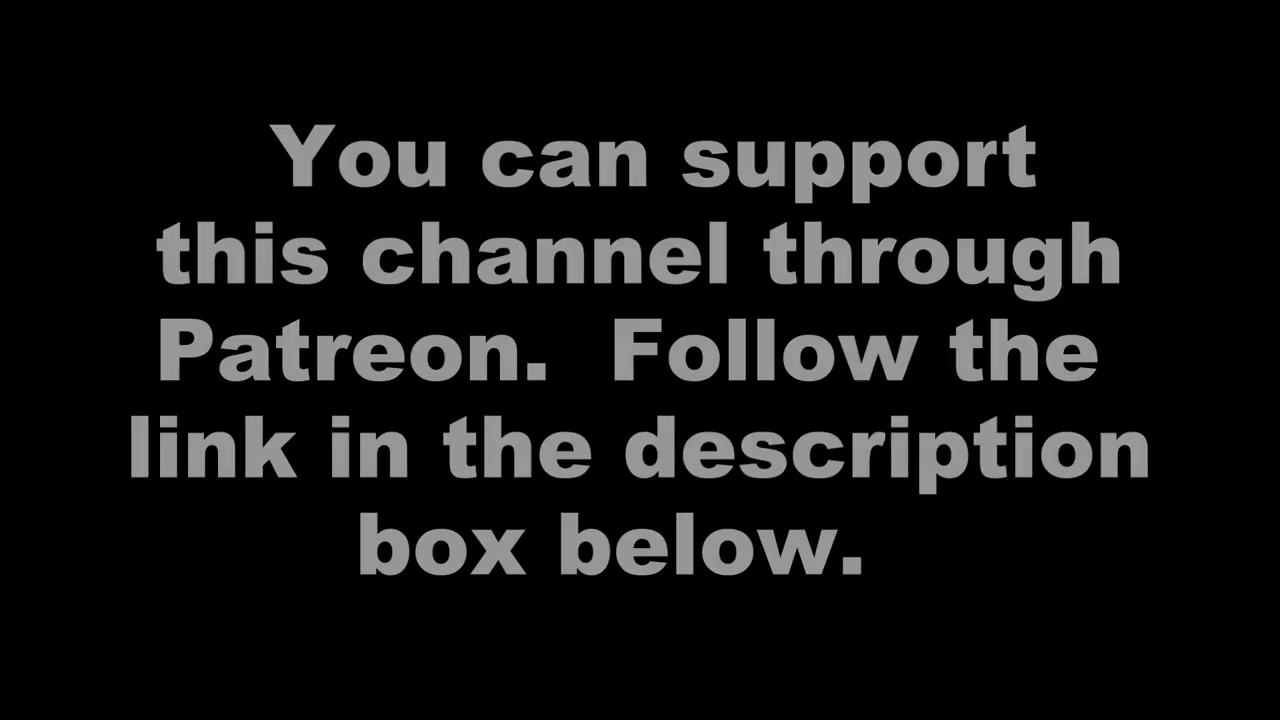 You can support
this channel through
Patreon.  Follow the
link in the description
box below.